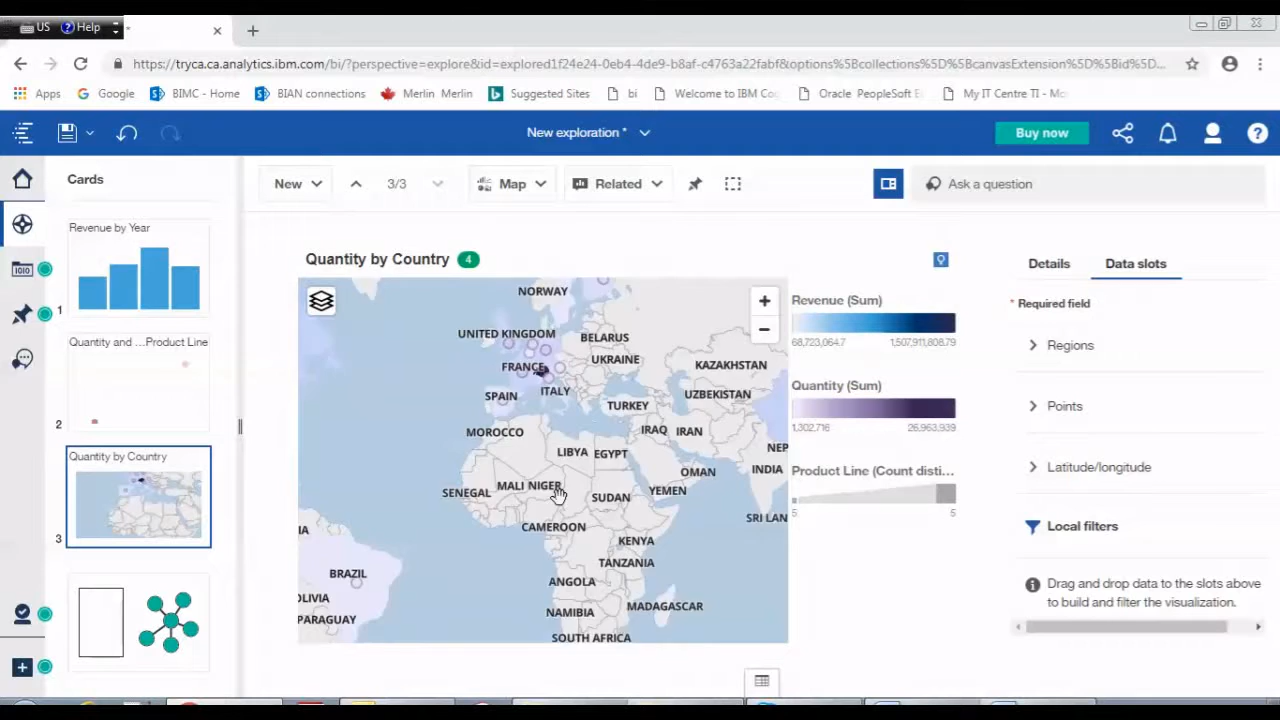 US Help
https://tryca.ca.analytics.ibm.com/bi/?perspective=explore&id=explored1f24e24-0eb4-4de9-b8af-c4763a22fabf&options%5Bcollections%5D%5BcanvasExtension%5D%5Bid%5D...
Apps Google BIMC - Home BIAN connections Merlin Merlin Suggested Sites bi Welcome to IBM Co Oracle PeopleSoft E My IT Centre TI - Mo
New exploration * Buy now
Cards New 3/3 Map Related Ask a question
Revenue by Year
1
Quantity and ...Product Line
2
Quantity by Country
3
Quantity by Country 4
NORWAY
UNITED KINGDOM
BELARUS
UKRAINE
FRANCE
KAZAKHSTAN
ITALY
SPAIN
UZBEKISTAN
TURKEY
MOROCCO
IRAQ IRAN
LIBYA EGYPT
NEP
OMAN
INDIA
MALI NIGER
SENEGAL
SUDAN
YEMEN
SRI LAN
CAMEROON
IA
KENYA
TANZANIA
BRAZIL
ANGOLA
OLIVIA
MADAGASCAR
NAMIBIA
PARAGUAY
SOUTH AFRICA
Revenue (Sum)
68,723,064.7 1,507,911,808.79
Quantity (Sum)
1,302,716 26,963,939
Product Line (Count disti...
5 5
Details Data slots
* Required field
Regions
Points
Latitude/longitude
Local filters
Drag and drop data to the slots above
to build and filter the visualization.